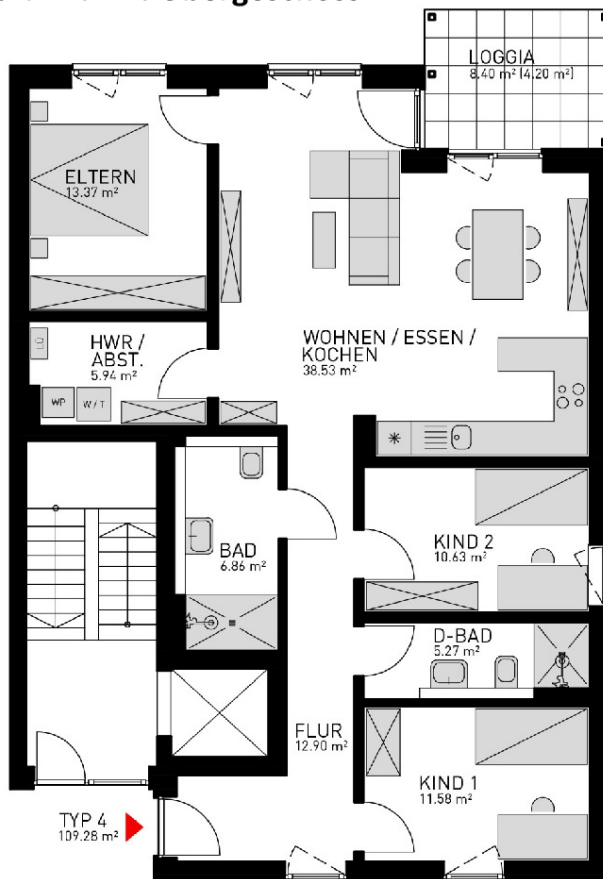 LOGGIA
8.40 m² (4.20 m²)
ELTERN
13.37 m²
HWR /
ABST.
5.94 m²
WP
W / T
WOHNEN / ESSEN /
KOCHEN
38.53 m²
BAD
6.86 m²
KIND 2
10.63 m²
D-BAD
5.27 m²
FLUR
12.90 m²
KIND 1
11.58 m²
TYP 4
109.28 m²